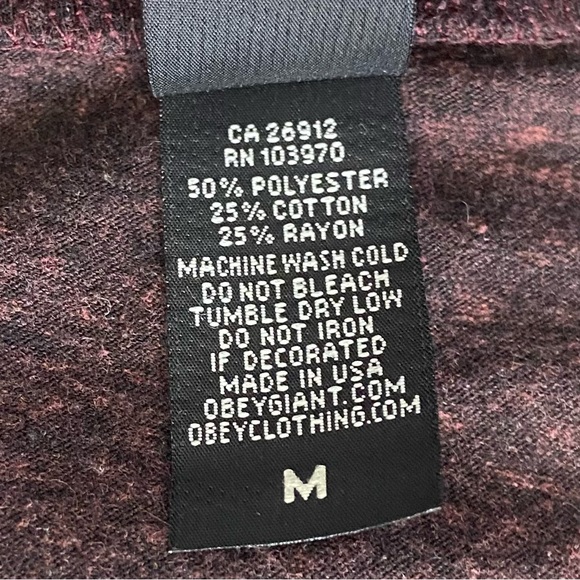 CA 26912
RN 103970
50% POLYESTER
25% COTTON
25% RAYON
MACHINE WASH COLD
DO NOT BLEACH
TUMBLE DRY LOW
DO NOT IRON
IF DECORATED
MADE IN USA
OBEYGIANT.COM
OBEYCLOTHING.COM
M